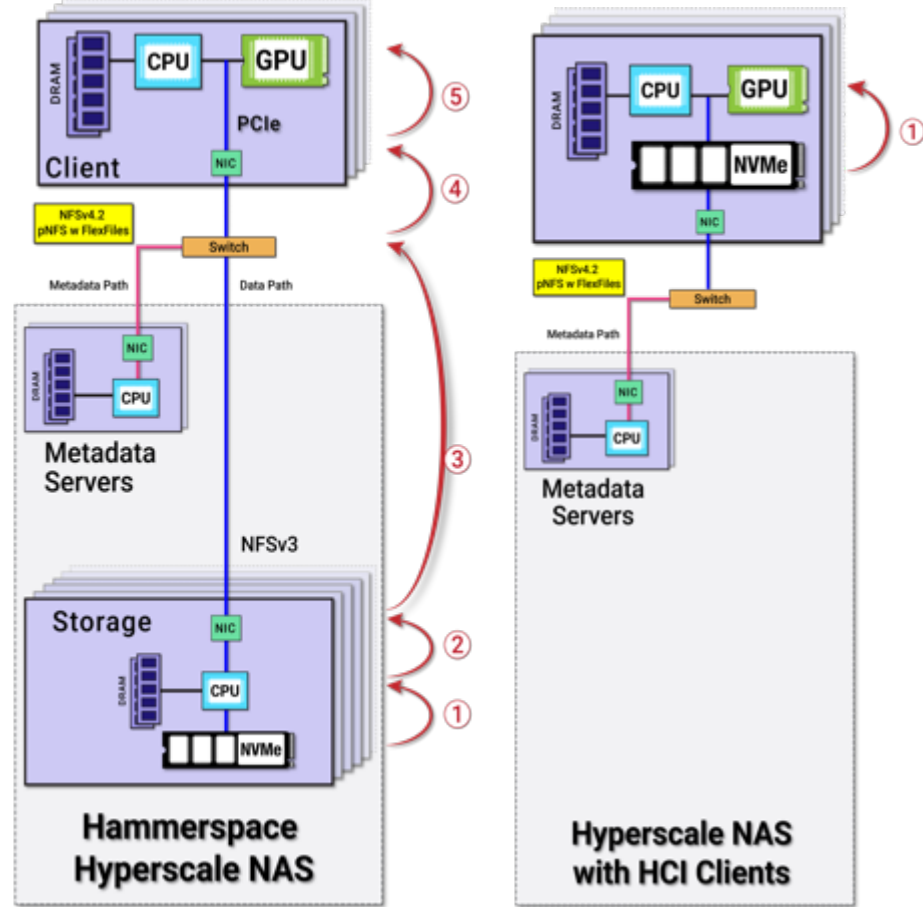 DRAM
CPU
GPU
PCIe
NIC
Client
⑤
④
NFSv4.2
pNFS w FlexFiles
Switch
Metadata Path
Data Path
NIC
DRAM
CPU
Metadata
Servers
③
NFSv3
Storage
NIC
②
DRAM
CPU
①
NVMe
Hammerspace
Hyperscale NAS
DRAM
CPU
GPU
①
NVMe
NIC
NFSv4.2
pNFS w FlexFiles
Switch
Metadata Path
NIC
DRAM
CPU
Metadata
Servers
Hyperscale NAS
with HCI Clients